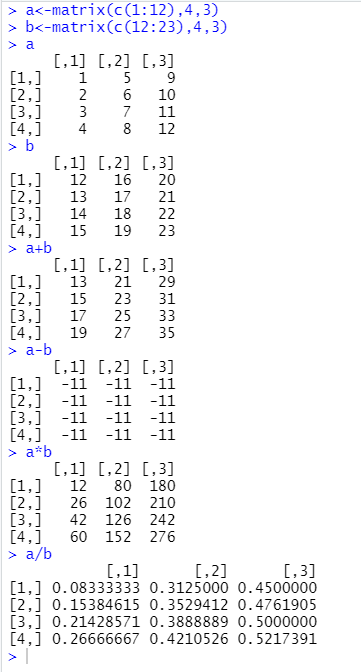 > a<-matrix(c(1:12),4,3)
> b<-matrix(c(12:23),4,3)
> a
     [,1] [,2] [,3]
[1,]    1    5    9
[2,]    2    6   10
[3,]    3    7   11
[4,]    4    8   12
> b
     [,1] [,2] [,3]
[1,]   12   16   20
[2,]   13   17   21
[3,]   14   18   22
[4,]   15   19   23
> a+b
     [,1] [,2] [,3]
[1,]   13   21   29
[2,]   15   23   31
[3,]   17   25   33
[4,]   19   27   35
> a-b
     [,1] [,2] [,3]
[1,]  -11  -11  -11
[2,]  -11  -11  -11
[3,]  -11  -11  -11
[4,]  -11  -11  -11
> a*b
     [,1] [,2] [,3]
[1,]   12   80  180
[2,]   26  102  210
[3,]   42  126  242
[4,]   60  152  276
> a/b
           [,1]      [,2]      [,3]
[1,] 0.08333333 0.3125000 0.4500000
[2,] 0.15384615 0.3529412 0.4761905
[3,] 0.21428571 0.3888889 0.5000000
[4,] 0.26666667 0.4210526 0.5217391
>